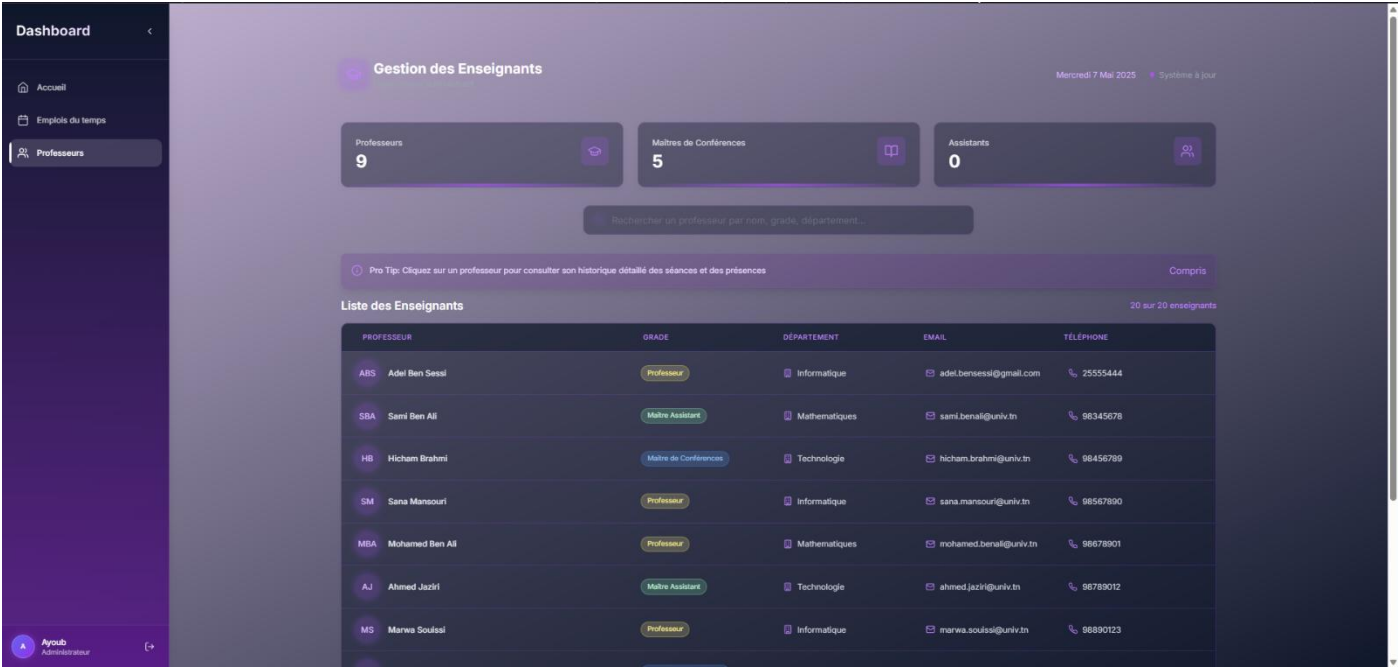 Dashboard
Accueil
Emplois du temps
Professeurs
Ayoub
Administrateur
A
Gestion des Enseignants
Mercredi 7 Mai 2025 Système à jour
Professeurs
9
Maîtres de Conférences
5
Assistants
0
Rechercher un professeur par nom, grade, département...
Pro Tip: Cliquez sur un professeur pour consulter son historique détaillé des séances et des présences Compris
Liste des Enseignants 20 sur 20 enseignants
PROFESSEUR GRADE DÉPARTEMENT EMAIL TÉLÉPHONE
ABS Adel Ben Sessi Professeur Informatique adel.bensessi@gmail.com 25555444
SBA Sami Ben Ali Maître Assistant Mathematiques sami.benali@univ.tn 98345678
HB Hicham Brahmi Maître de Conférences Technologie hicham.brahmi@univ.tn 98456789
SM Sana Mansouri Professeur Informatique sana.mansouri@univ.tn 98567890
MBA Mohamed Ben Ali Professeur Mathematiques mohamed.benali@univ.tn 98678901
AJ Ahmed Jaziri Maître Assistant Technologie ahmed.jaziri@univ.tn 98789012
MS Marwa Souissi Professeur Informatique marwa.souissi@univ.tn 98890123